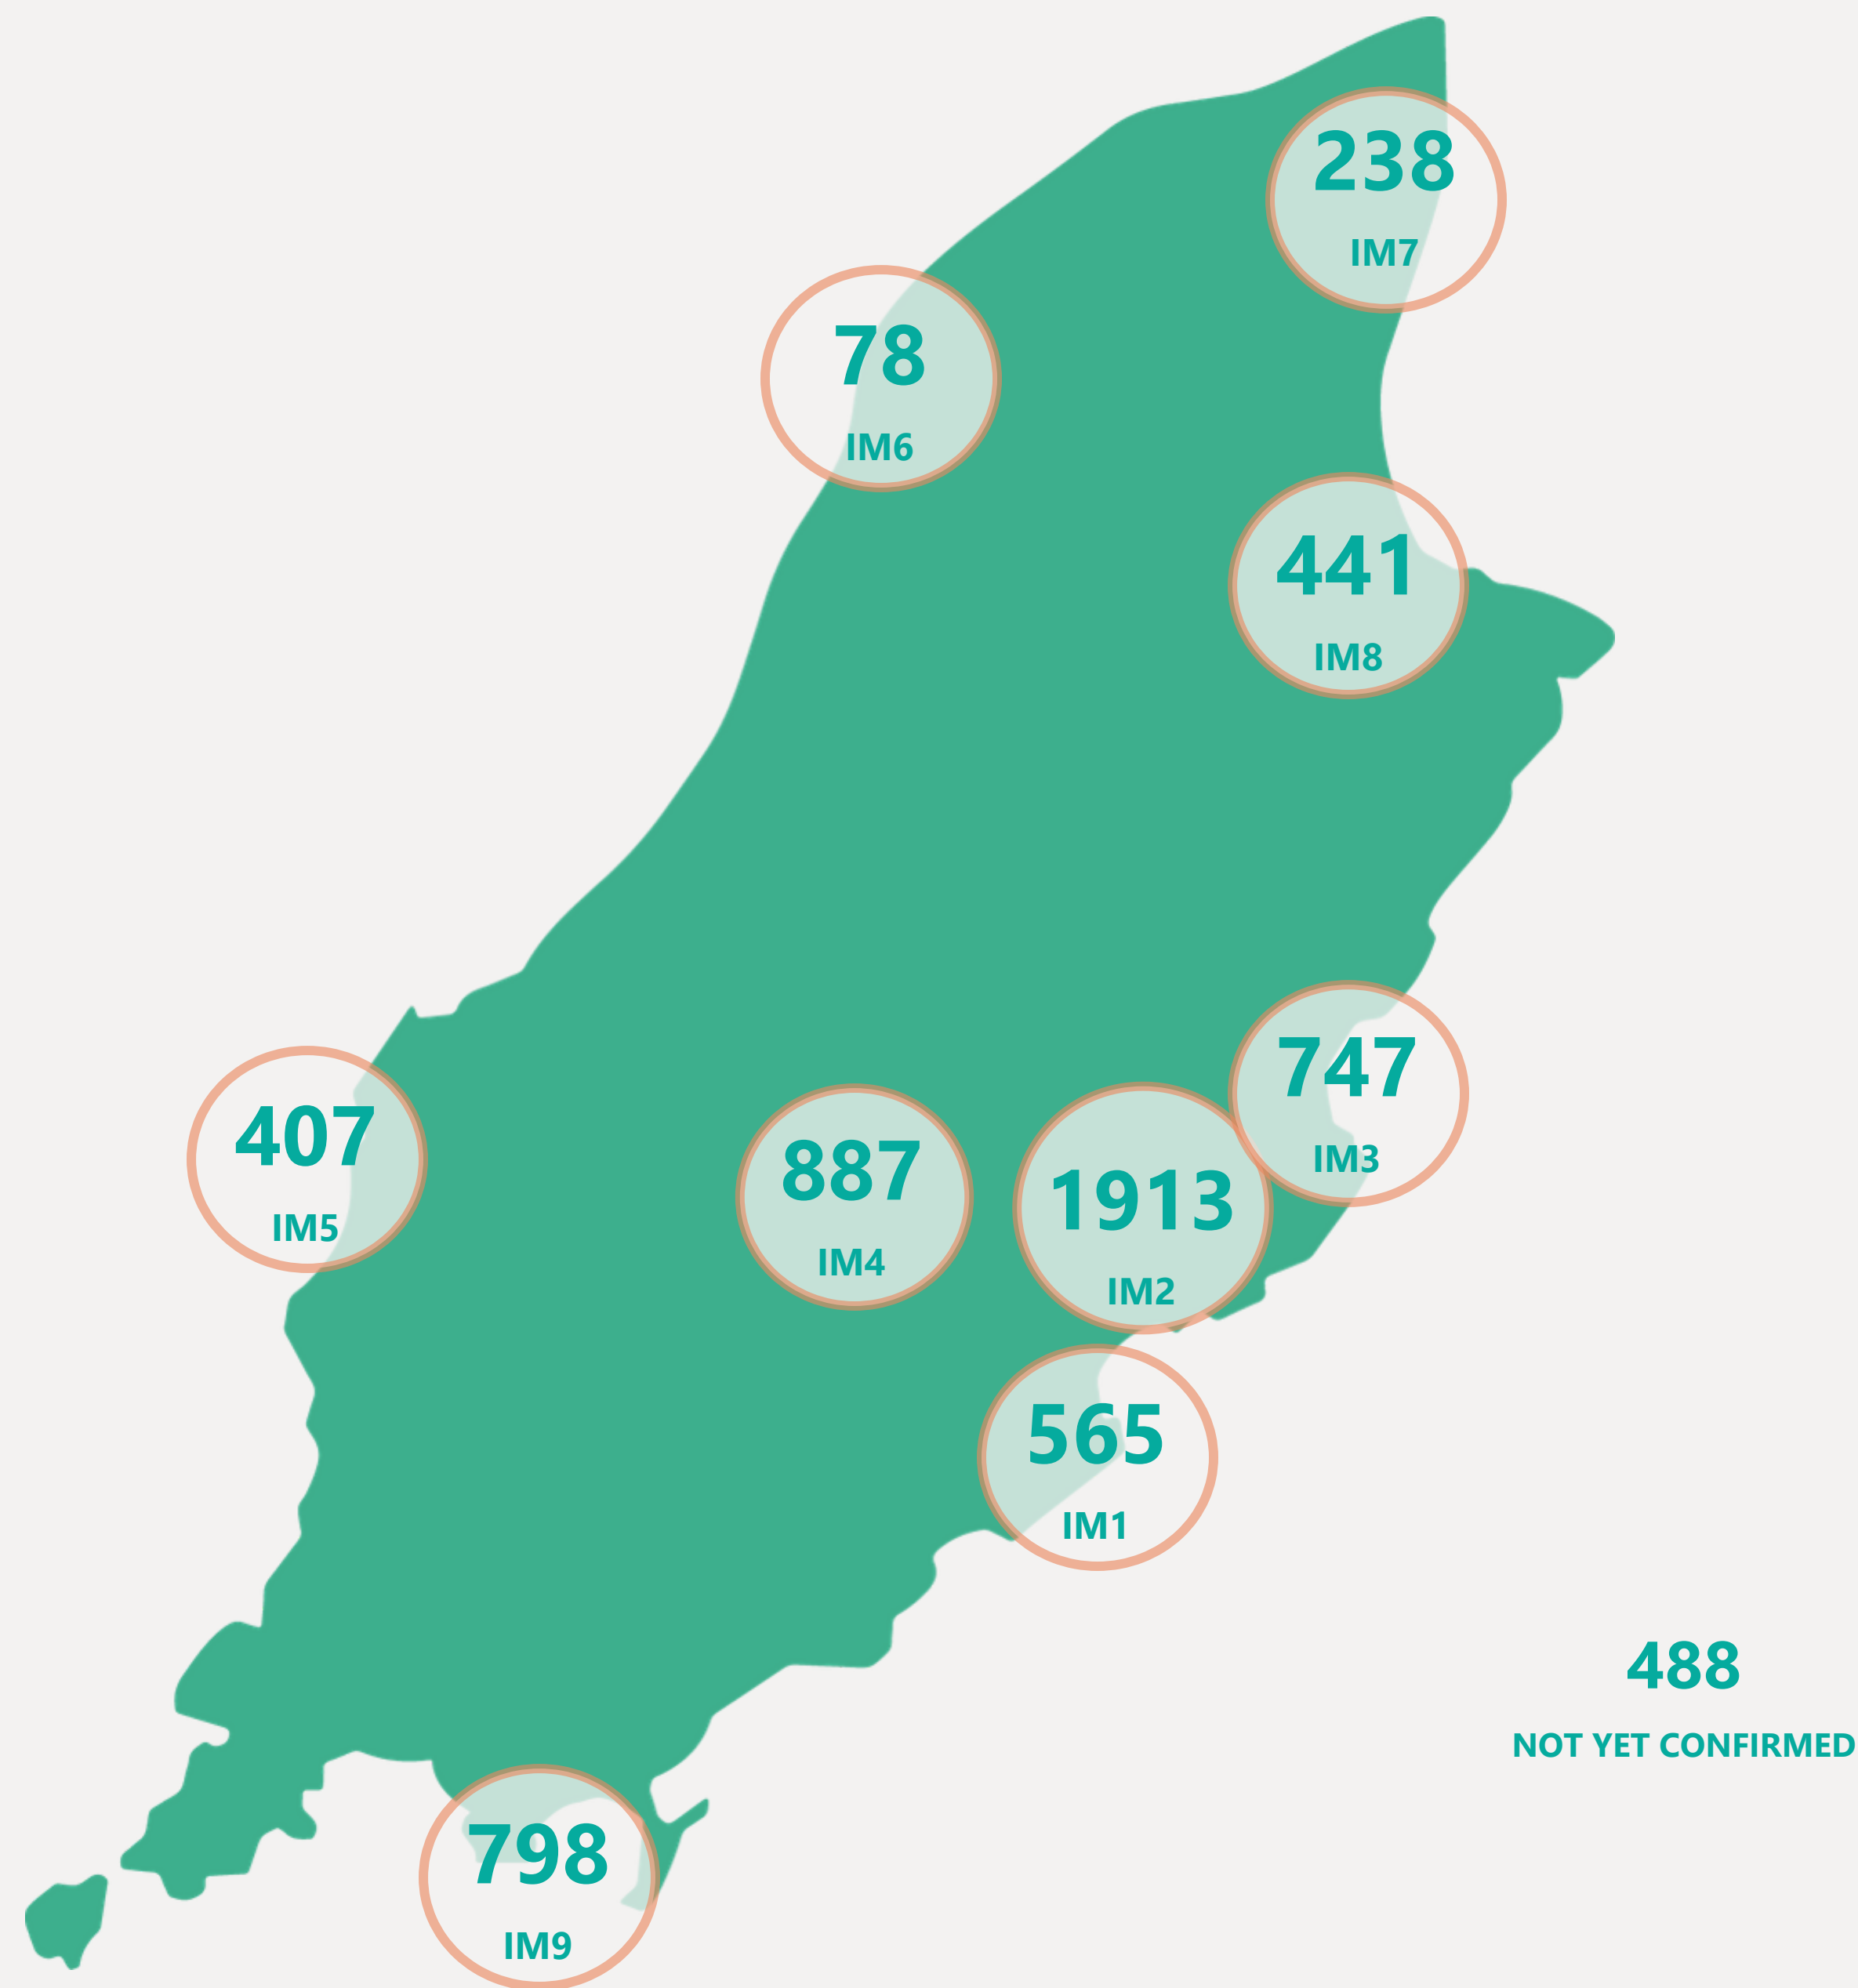 238
IM7
78
IM6
441
IM8
747
IM3
407
IM5
887
IM4
1913
IM2
565
IM1
488
NOT YET CONFIRMED
798
IM9